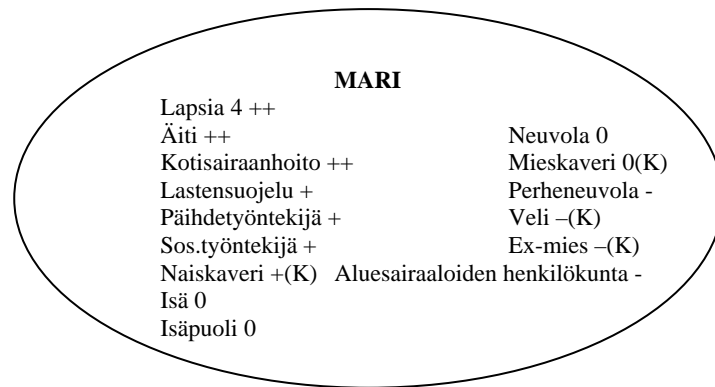 MARI
Lapsia 4 ++
Äiti ++ Neuvola 0
Kotisairaanhoito ++ Mieskaveri 0(K)
Lastensuojelu + Perheneuvola -
Päihdetyöntekijä + Veli –(K)
Sos.työntekijä + Ex-mies –(K)
Naiskaveri +(K) Aluesairaaloiden henkilökunta -
Isä 0
Isäpuoli 0